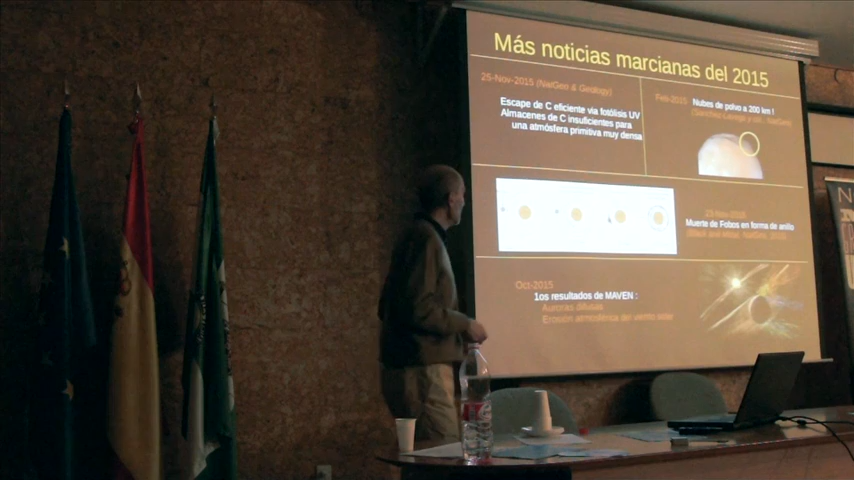 Más noticias marcianas del 2015
25-Nov-2015 (NatGeo & Geology)
Escape de C eficiente via fotólisis UV
Almacenes de C insuficientes para
una atmósfera primitiva muy densa
Feb-2015 Nubes de polvo a 200 km !
Muerte de Fobos en forma de anillo
Oct-2015
1os resultados de MAVEN :
Auroras difusas
Erosión atmosférica del viento solar